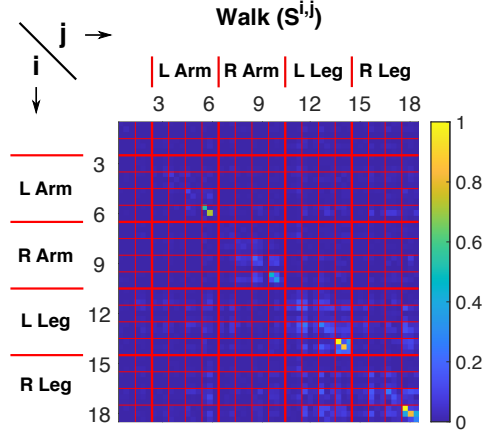 Walk (S^{i,j})
j
i
L Arm R Arm L Leg R Leg
3 6 9 12 15 18
3
L Arm
6
R Arm
9
L Leg
12
15
R Leg
18
1
0.8
0.6
0.4
0.2
0